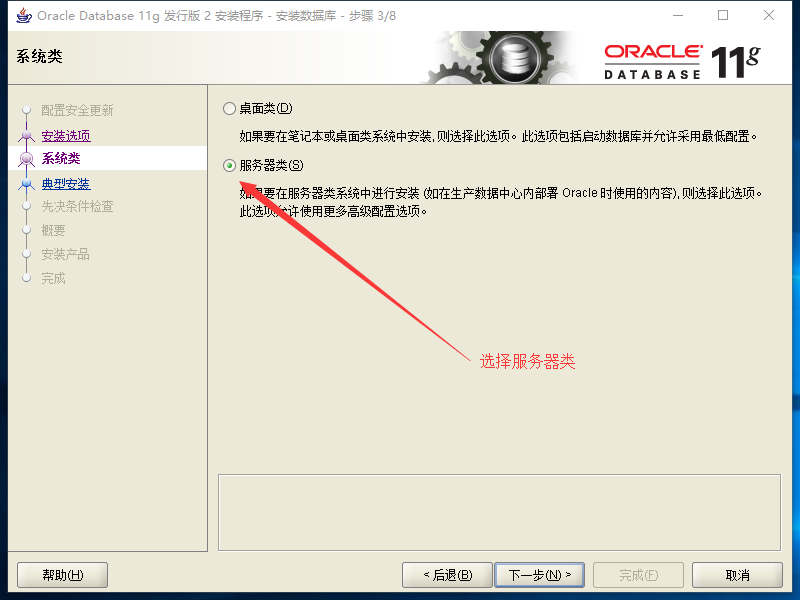 Oracle Database 11g 发行版 2 安装程序 - 安装数据库 - 步骤 3/8
系统类
ORACLE
DATABASE 11g
配置安全更新
安装选项
系统类
典型安装
先决条件检查
概要
安装产品
完成
桌面类(D)
如果要在笔记本或桌面类系统中安装,则选择此选项。此选项包括启动数据库并允许采用最低配置。
服务器类(S)
如果要在服务器类系统中进行安装 (如在生产数据中心内部署 Oracle 时使用的内容),则选择此选项。
此选项允许使用更多高级配置选项。
选择服务器类
帮助(H)
< 后退(B)
下一步(N) >
完成(F)
取消